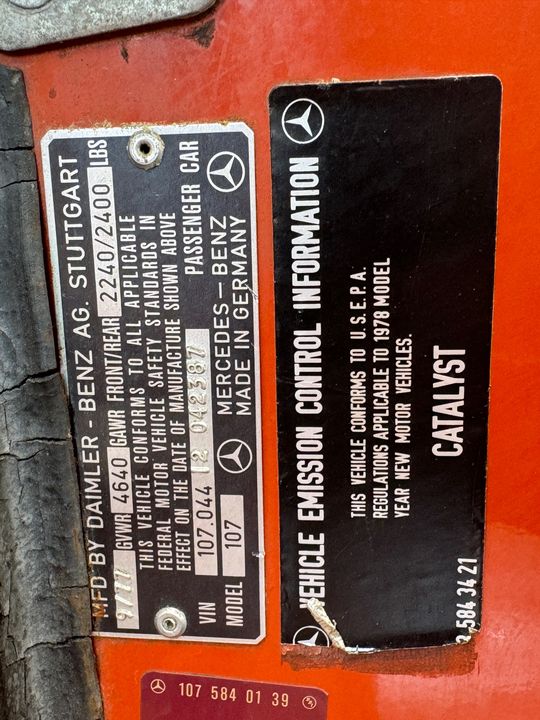 MFD BY DAIMLER-BENZ AG. STUTTGART
9/77 GVWR 4640 GAWR FRONT/REAR 2240/2400 LBS
THIS VEHICLE CONFORMS TO ALL APPLICABLE
FEDERAL MOTOR VEHICLE SAFETY STANDARDS IN
EFFECT ON THE DATE OF MANUFACTURE SHOWN ABOVE
VIN 107.044 12 042387 PASSENGER CAR
MODEL 107 MERCEDES-BENZ
MADE IN GERMANY
VEHICLE EMISSION CONTROL INFORMATION
THIS VEHICLE CONFORMS TO U.S.E.P.A.
REGULATIONS APPLICABLE TO 1978 MODEL
YEAR NEW MOTOR VEHICLES.
CATALYST
584 34 21
107 584 01 39